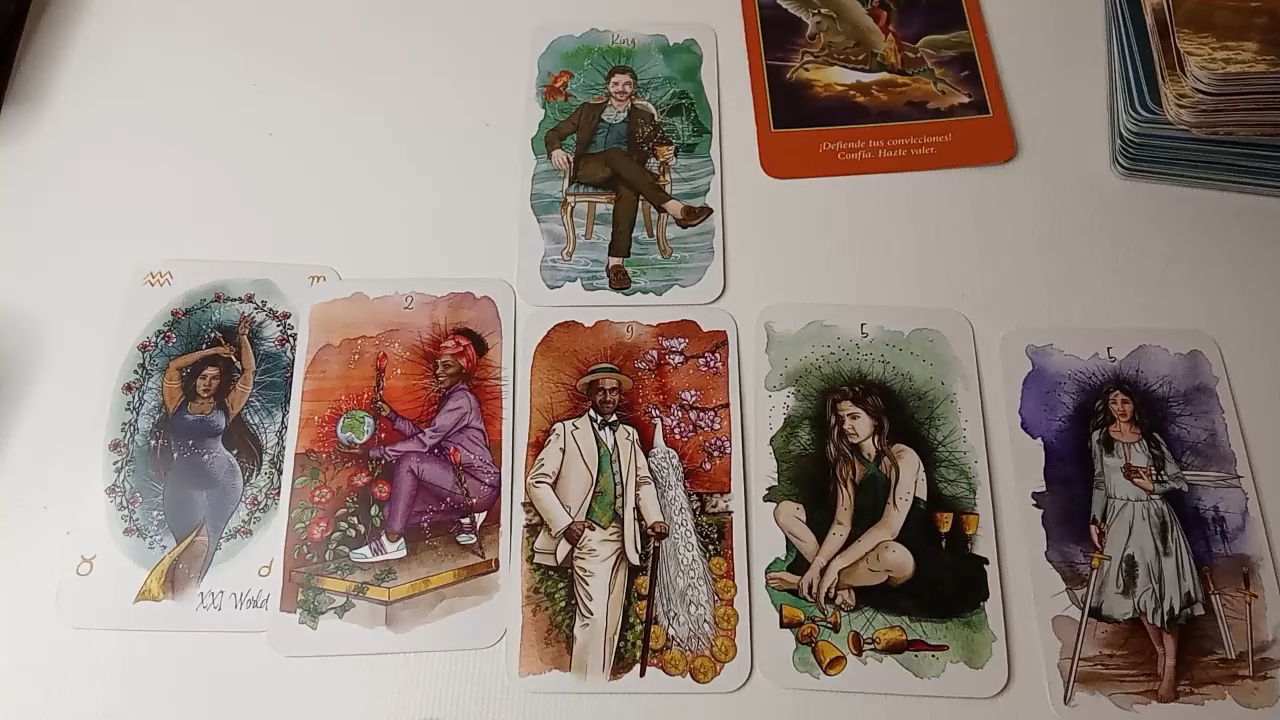 King
¡Defiende tus convicciones!
Confía. Hazte valer.
XXI World
2
9
5
5